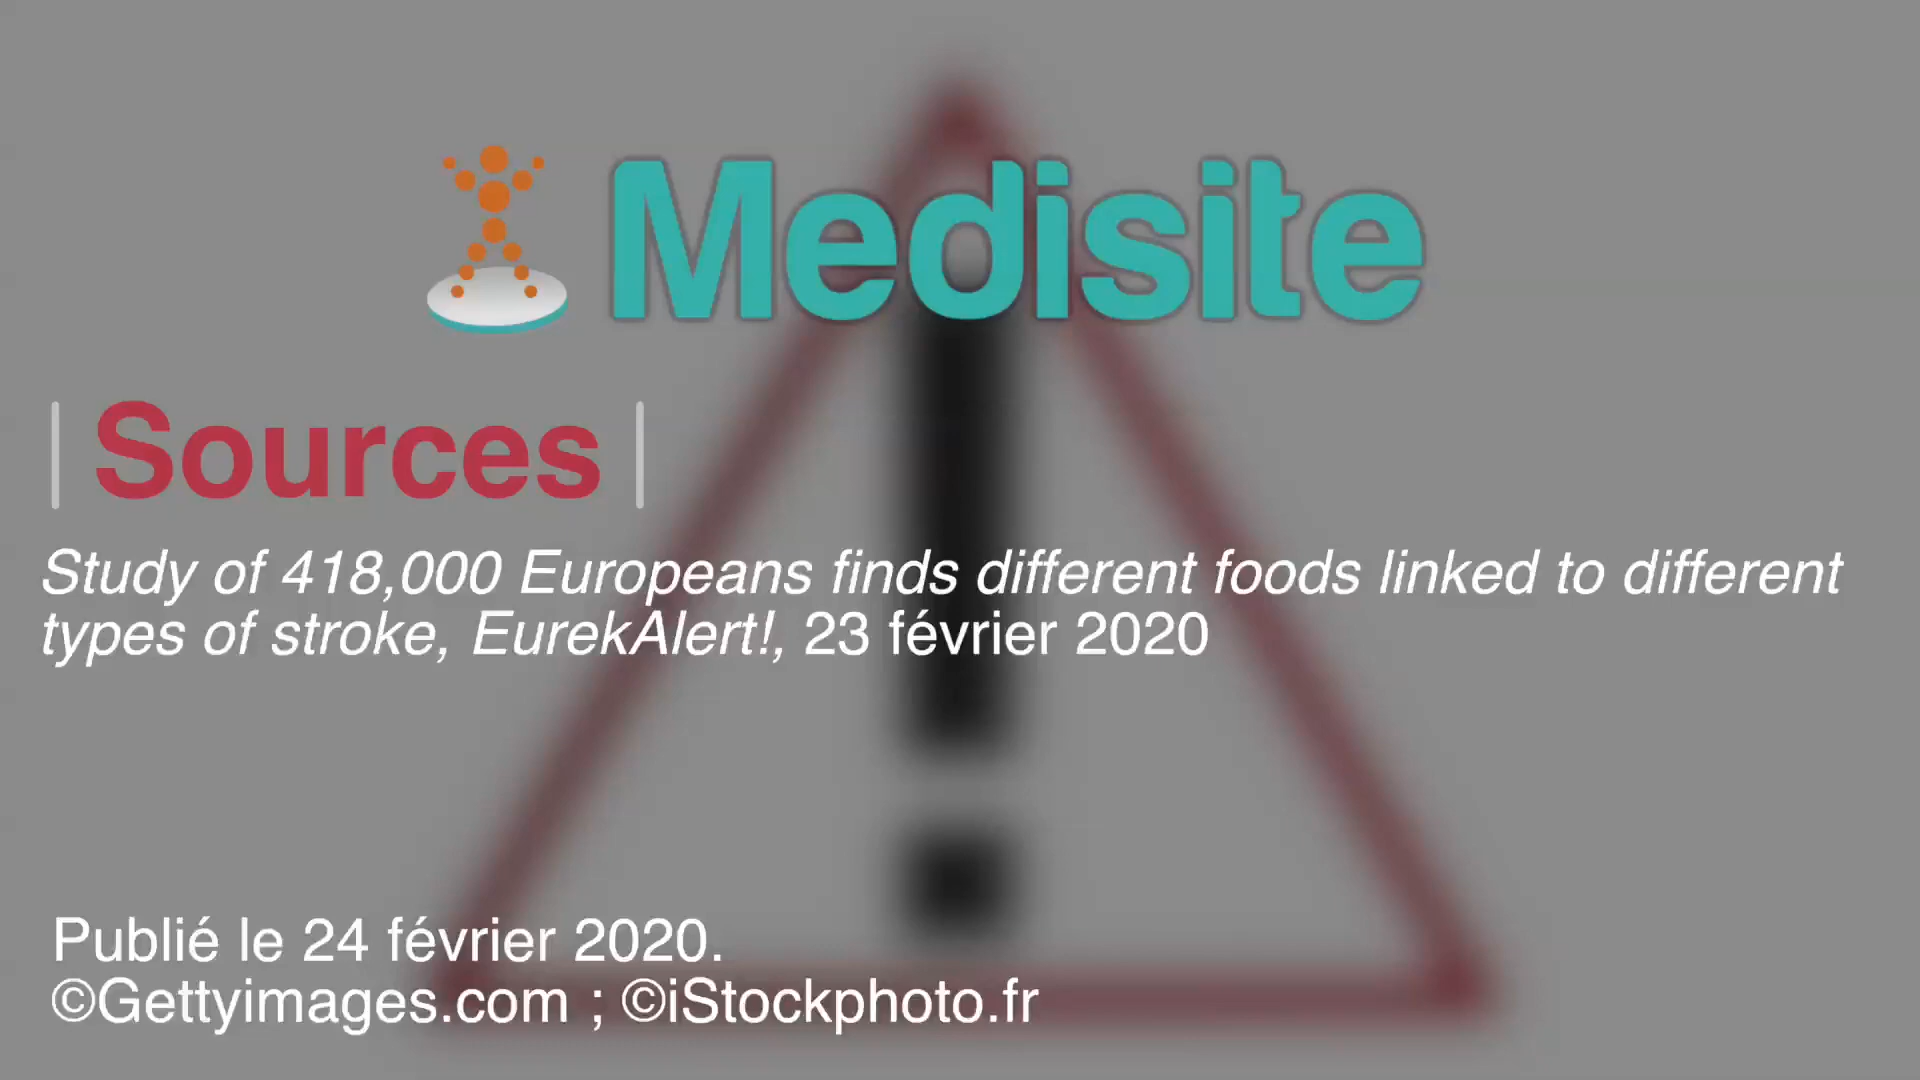 Medisite
Sources
Study of 418,000 Europeans finds different foods linked to different
types of stroke, EurekAlert!, 23 février 2020
Publié le 24 février 2020.
©Gettyimages.com ; ©iStockphoto.fr